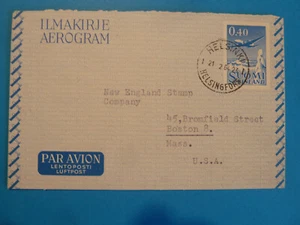 ILMAKIRJE
AEROGRAM
0,40
HELSINKI
HELSINGFORS
SUOMI
FINLAND
New England Stamp
Company
45, Bromfield Street
Boston 8.
Mass.
U.S.A.
PAR AVION
LENTOPOSTI
LUFTPOST